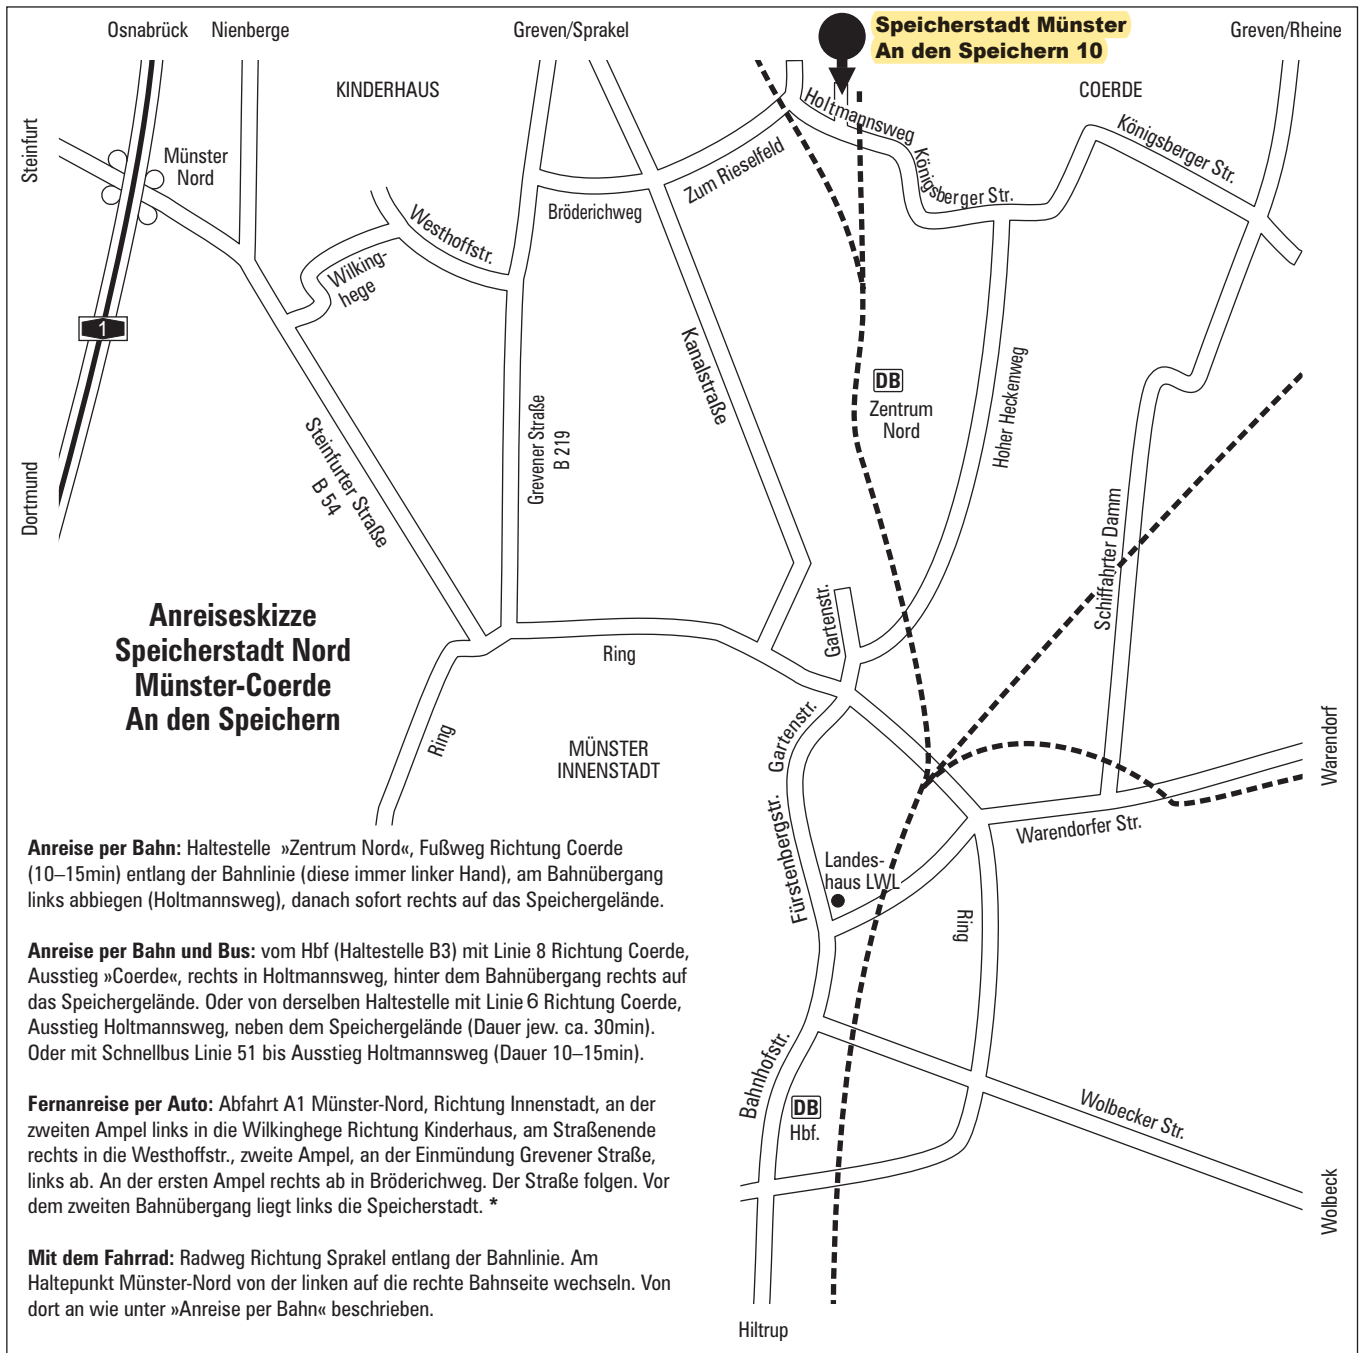 Osnabrück Nienberge Greven/Sprakel Greven/Rheine
Speicherstadt Münster
An den Speichern 10
KINDERHAUS
COERDE
Steinfurt
Münster
Nord
Holtmannsweg
Königsberger Str.
Königsberger Str.
Zum Rieselfeld
Bröderichweg
Westhoffstr.
Wilking-
hege
1
Kanalstraße
DB
Zentrum
Nord
Hoher Heckenweg
Grevener Straße
B 219
Steinfurter Straße
B 54
Dortmund
Schiffahrter Damm
Anreiseskizze
Speicherstadt Nord
Münster-Coerde
An den Speichern
Gartenstr.
Ring
Ring
Gartenstr.
MÜNSTER
INNENSTADT
Warendorf
Fürstenbergstr.
Warendorfer Str.
Landes-
haus LWL
Ring
Bahnhofstr.
DB
Hbf.
Wolbecker Str.
Wolbeck
Hiltrup
Anreise per Bahn: Haltestelle »Zentrum Nord«, Fußweg Richtung Coerde
(10–15min) entlang der Bahnlinie (diese immer linker Hand), am Bahnübergang
links abbiegen (Holtmannsweg), danach sofort rechts auf das Speichergelände.
Anreise per Bahn und Bus: vom Hbf (Haltestelle B3) mit Linie 8 Richtung Coerde,
Ausstieg »Coerde«, rechts in Holtmannsweg, hinter dem Bahnübergang rechts auf
das Speichergelände. Oder von derselben Haltestelle mit Linie 6 Richtung Coerde,
Ausstieg Holtmannsweg, neben dem Speichergelände (Dauer jew. ca. 30min).
Oder mit Schnellbus Linie 51 bis Ausstieg Holtmannsweg (Dauer 10–15min).
Fernanreise per Auto: Abfahrt A1 Münster-Nord, Richtung Innenstadt, an der
zweiten Ampel links in die Wilkinghege Richtung Kinderhaus, am Straßenende
rechts in die Westhoffstr., zweite Ampel, an der Einmündung Grevener Straße,
links ab. An der ersten Ampel rechts ab in Bröderichweg. Der Straße folgen. Vor
dem zweiten Bahnübergang liegt links die Speicherstadt. *
Mit dem Fahrrad: Radweg Richtung Sprakel entlang der Bahnlinie. Am
Haltepunkt Münster-Nord von der linken auf die rechte Bahnseite wechseln. Von
dort an wie unter »Anreise per Bahn« beschrieben.